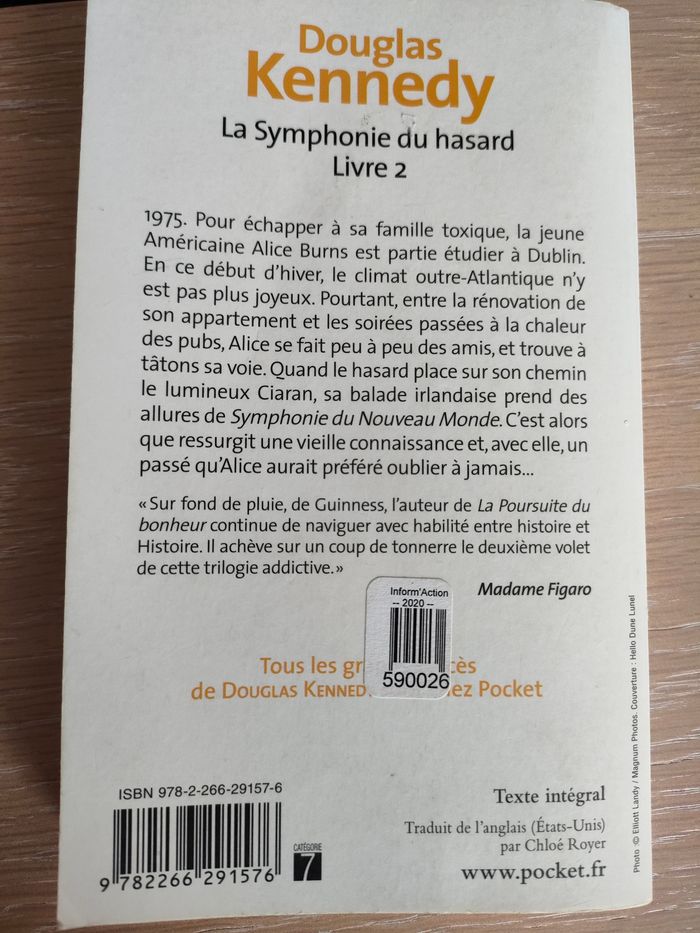 Douglas
Kennedy
La Symphonie du hasard
Livre 2
1975. Pour échapper à sa famille toxique, la jeune
Américaine Alice Burns est partie étudier à Dublin.
En ce début d'hiver, le climat outre-Atlantique n'y
est pas plus joyeux. Pourtant, entre la rénovation de
son appartement et les soirées passées à la chaleur
des pubs, Alice se fait peu à peu des amis, et trouve à
tâtons sa voie. Quand le hasard place sur son chemin
le lumineux Ciaran, sa balade irlandaise prend des
allures de Symphonie du Nouveau Monde. C'est alors
que ressurgit une vieille connaissance et, avec elle, un
passé qu'Alice aurait préféré oublier à jamais...
« Sur fond de pluie, de Guinness, l'auteur de La Poursuite du
bonheur continue de naviguer avec habilité entre histoire et
Histoire. Il achève sur un coup de tonnerre le deuxième volet
de cette trilogie addictive. »
Madame Figaro
Inform'Action
-- 2020 --
590026
Tous les
de DOUGLAS Pocket
ISBN 978-2-266-29157-6
9 782266 291576
CATÉGORIE
7
Texte intégral
Traduit de l'anglais (États-Unis)
par Chloé Royer
www.pocket.fr
Photo : © Elliott Landy / Magnum Photos. Couverture : Hello Dune Lunel